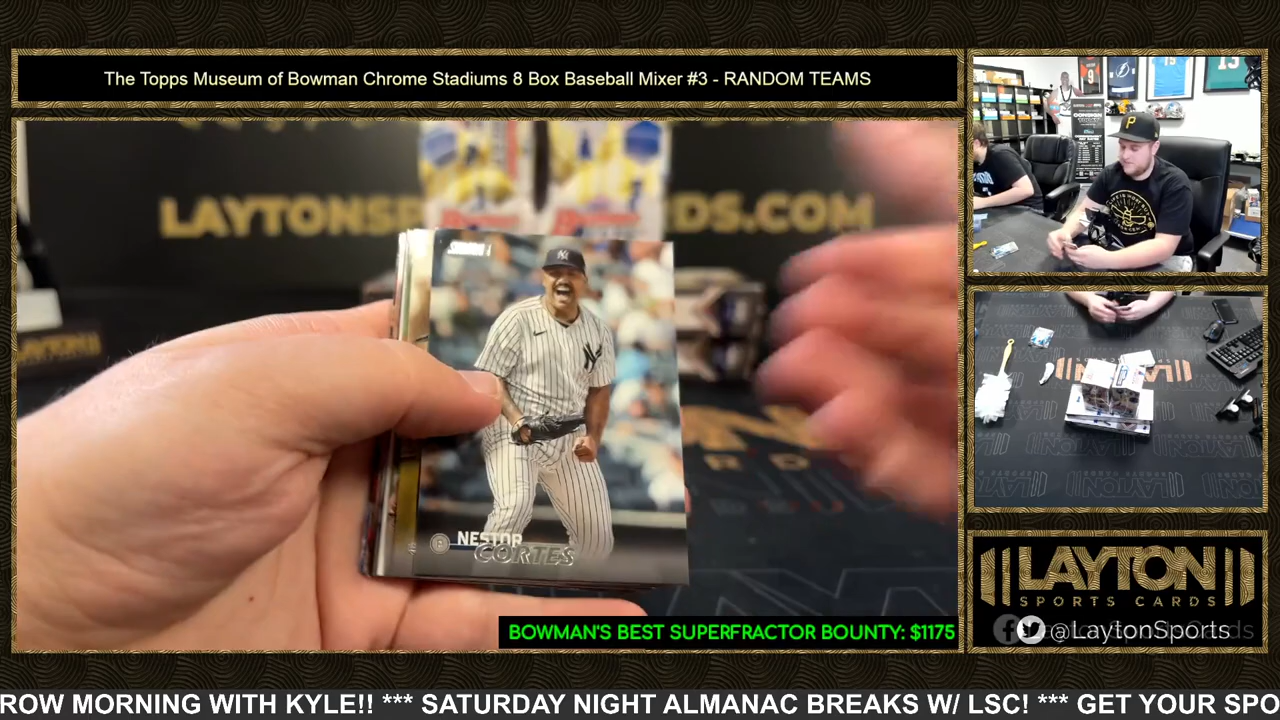 The Topps Museum of Bowman Chrome Stadiums 8 Box Baseball Mixer #3 - RANDOM TEAMS
NESTOR
CORTES
BOWMAN'S BEST SUPERFRACTOR BOUNTY: $1175
LAYTON
SPORTS CARDS
@LaytonSports
ROW MORNING WITH KYLE!! *** SATURDAY NIGHT ALMANAC BREAKS W/ LSC! *** GET YOUR SPO